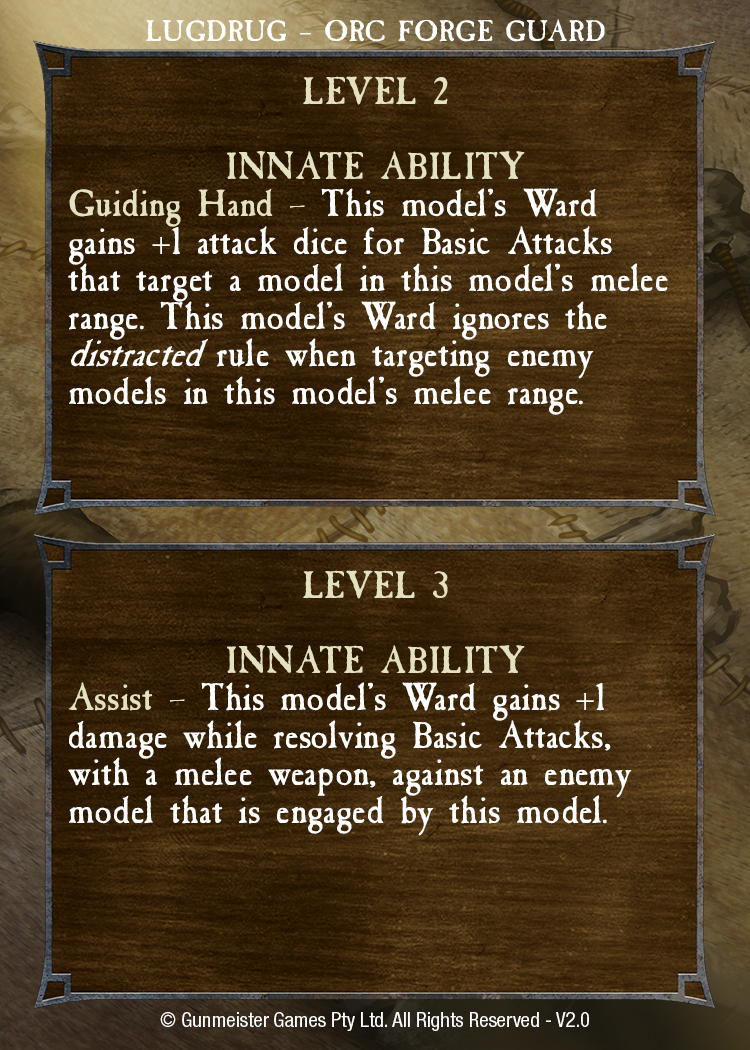 LUGDRUG – ORC FORGE GUARD
LEVEL 2
INNATE ABILITY
Guiding Hand – This model's Ward
gains +1 attack dice for Basic Attacks
that target a model in this model's melee
range. This model's Ward ignores the
distracted rule when targeting enemy
models in this model's melee range.
LEVEL 3
INNATE ABILITY
Assist – This model's Ward gains +1
damage while resolving Basic Attacks,
with a melee weapon, against an enemy
model that is engaged by this model.
© Gunmeister Games Pty Ltd. All Rights Reserved - V2.0